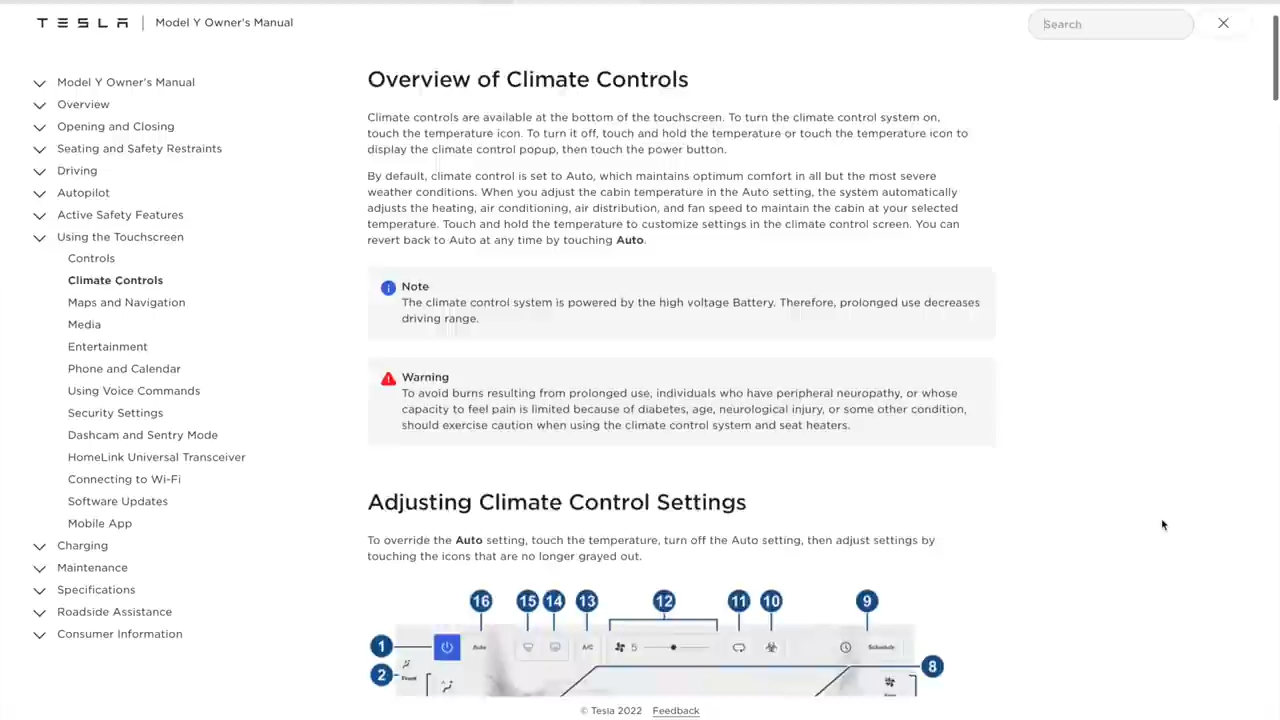 TESLA
Model Y Owner's Manual
Search
Model Y Owner's Manual
Overview
Opening and Closing
Seating and Safety Restraints
Driving
Autopilot
Active Safety Features
Using the Touchscreen
Controls
Climate Controls
Maps and Navigation
Media
Entertainment
Phone and Calendar
Using Voice Commands
Security Settings
Dashcam and Sentry Mode
HomeLink Universal Transceiver
Connecting to Wi-Fi
Software Updates
Mobile App
Charging
Maintenance
Specifications
Roadside Assistance
Consumer Information
Overview of Climate Controls
Climate controls are available at the bottom of the touchscreen. To turn the climate control system on,
touch the temperature icon. To turn it off, touch and hold the temperature or touch the temperature icon to
display the climate control popup, then touch the power button.
By default, climate control is set to Auto, which maintains optimum comfort in all but the most severe
weather conditions. When you adjust the cabin temperature in the Auto setting, the system automatically
adjusts the heating, air conditioning, air distribution, and fan speed to maintain the cabin at your selected
temperature. Touch and hold the temperature to customize settings in the climate control screen. You can
revert back to Auto at any time by touching Auto.
Note
The climate control system is powered by the high voltage Battery. Therefore, prolonged use decreases
driving range.
Warning
To avoid burns resulting from prolonged use, individuals who have peripheral neuropathy, or whose
capacity to feel pain is limited because of diabetes, age, neurological injury, or some other condition,
should exercise caution when using the climate control system and seat heaters.
Adjusting Climate Control Settings
To override the Auto setting, touch the temperature, turn off the Auto setting, then adjust settings by
touching the icons that are no longer grayed out.
16 15 14 13 12 11 10 9
1 Auto A/C 5 Schedule
2 Front 8
© Tesla 2022 Feedback